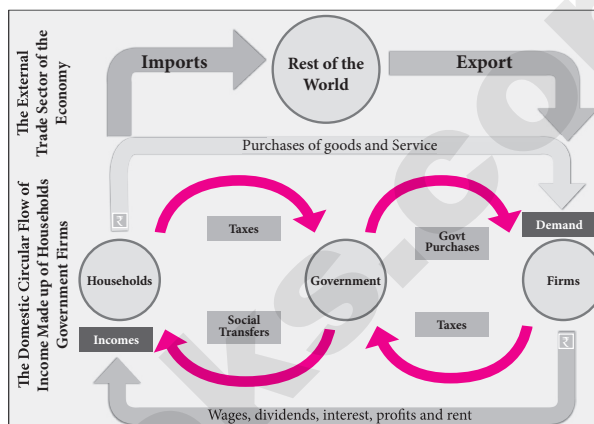 The External
Trade Sector of the
Economy
Imports
Rest of the
World
Export
Purchases of goods and Service
The Domestic Circular Flow of
Income Made up of Households
Government Firms
₹
Taxes
Govt
Purchases
Demand
Households
Government
Firms
Incomes
Social
Transfers
Taxes
₹
Wages, dividends, interest, profits and rent
ks.com